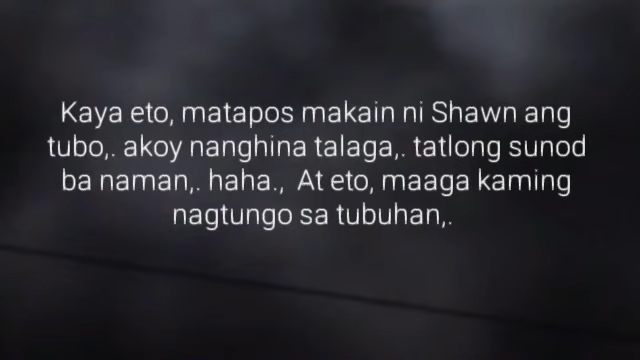 Kaya eto, matapos makain ni Shawn ang
tubo,. akoy nanghina talaga,. tatlong sunod
ba naman,. haha.,  At eto, maaga kaming
nagtungo sa tubuhan,.